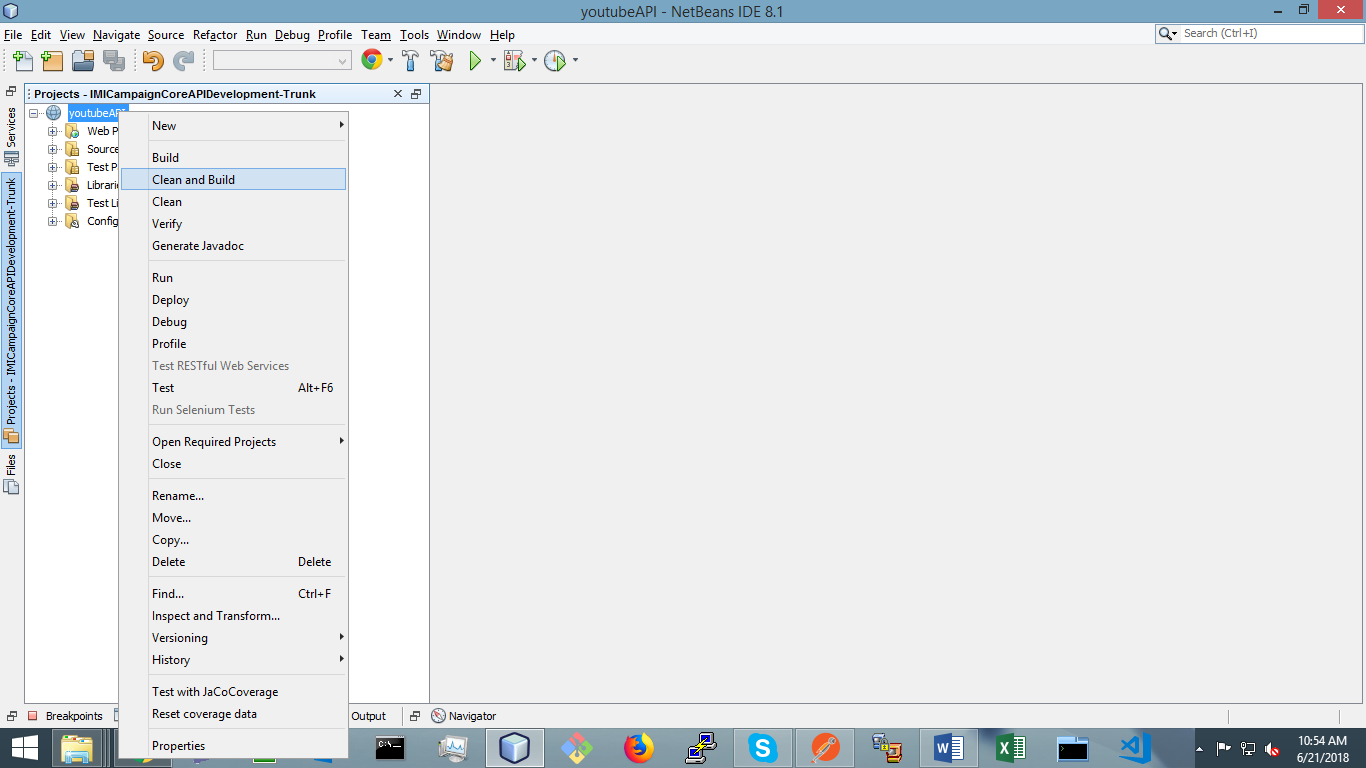 youtubeAPI - NetBeans IDE 8.1
File Edit View Navigate Source Refactor Run Debug Profile Team Tools Window Help
Search (Ctrl+I)
Projects - IMICampaignCoreAPIDevelopment-Trunk
Services
Projects - IMICampaignCoreAPIDevelopment-Trunk
Files
youtubeAPI
Web P
Source
Test P
Librari
Test Li
Config
New
Build
Clean and Build
Clean
Verify
Generate Javadoc
Run
Deploy
Debug
Profile
Test RESTful Web Services
Test Alt+F6
Run Selenium Tests
Open Required Projects
Close
Rename...
Move...
Copy...
Delete Delete
Find... Ctrl+F
Inspect and Transform...
Versioning
History
Test with JaCoCoverage
Reset coverage data
Properties
Breakpoints
Output
Navigator
10:54 AM
6/21/2018